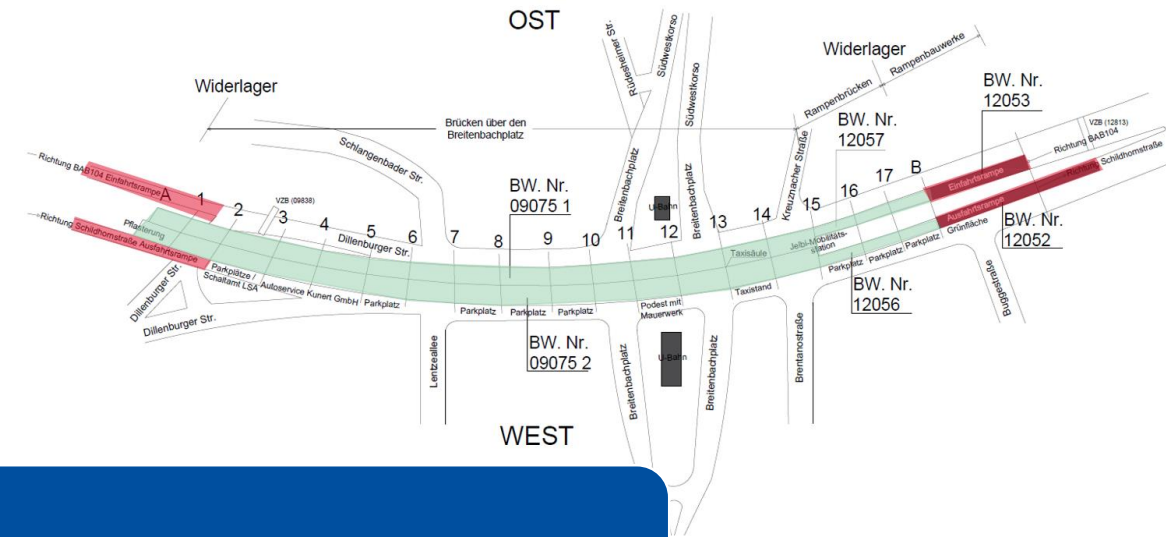 OST
Rüdesheimer Str.
Südwestkorso
Südwestkorso
Widerlager
Rampenbauwerke
Rampenbrücken
Widerlager
BW. Nr.
12053
BW. Nr.
12057
VZB (12813)
Brücken über den
Breitenbachplatz
Schlangenbader Str.
Kreuznacher Straße
Richtung BAB104
Richtung Schildhornstraße
Richtung BAB104 Einfahrtsrampe
Einfahrtsrampe
Ausfahrtsrampe
BW. Nr.
09075 1
Breitenbachplatz
U-Bahn
Breitenbachplatz
A
1
2
3
4
5
6
7
8
9
10
11
12
13
14
15
16
17
B
VZB (09838)
Pflasterung
Dillenburger Str.
Taxisäule
Jelbi-Mobilitäts-
station
Grünfläche
BW. Nr.
12052
Richtung Schildhornstraße Ausfahrtsrampe
Parkplätze /
Schaltamt LSA
Autoservice Kunert GmbH
Parkplatz
Parkplatz
Parkplatz
Parkplatz
Podest mit
Mauerwerk
Taxistand
Parkplatz
Parkplatz
Parkplatz
BW. Nr.
12056
Buggestraße
Dillenburger Str.
Dillenburger Str.
BW. Nr.
09075 2
Lentzeallee
Breitenbachplatz
U-Bahn
Breitenbachplatz
Brentanostraße
WEST